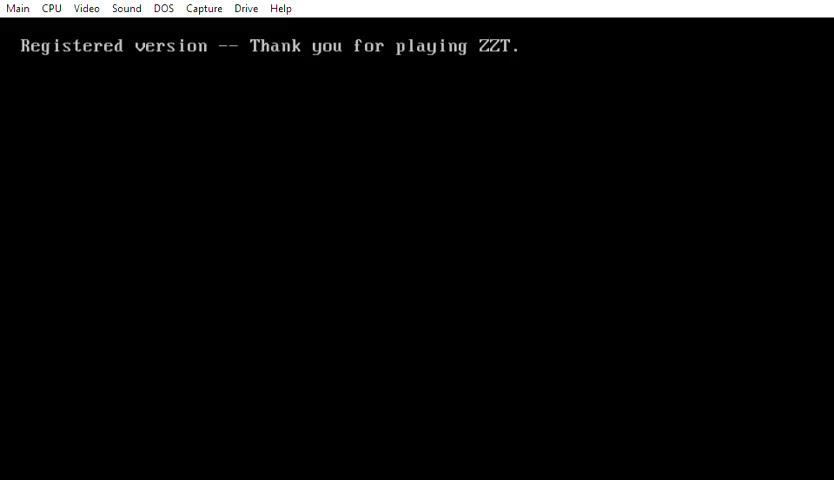 Main CPU Video Sound DOS Capture Drive Help
Registered version -- Thank you for playing ZZT.